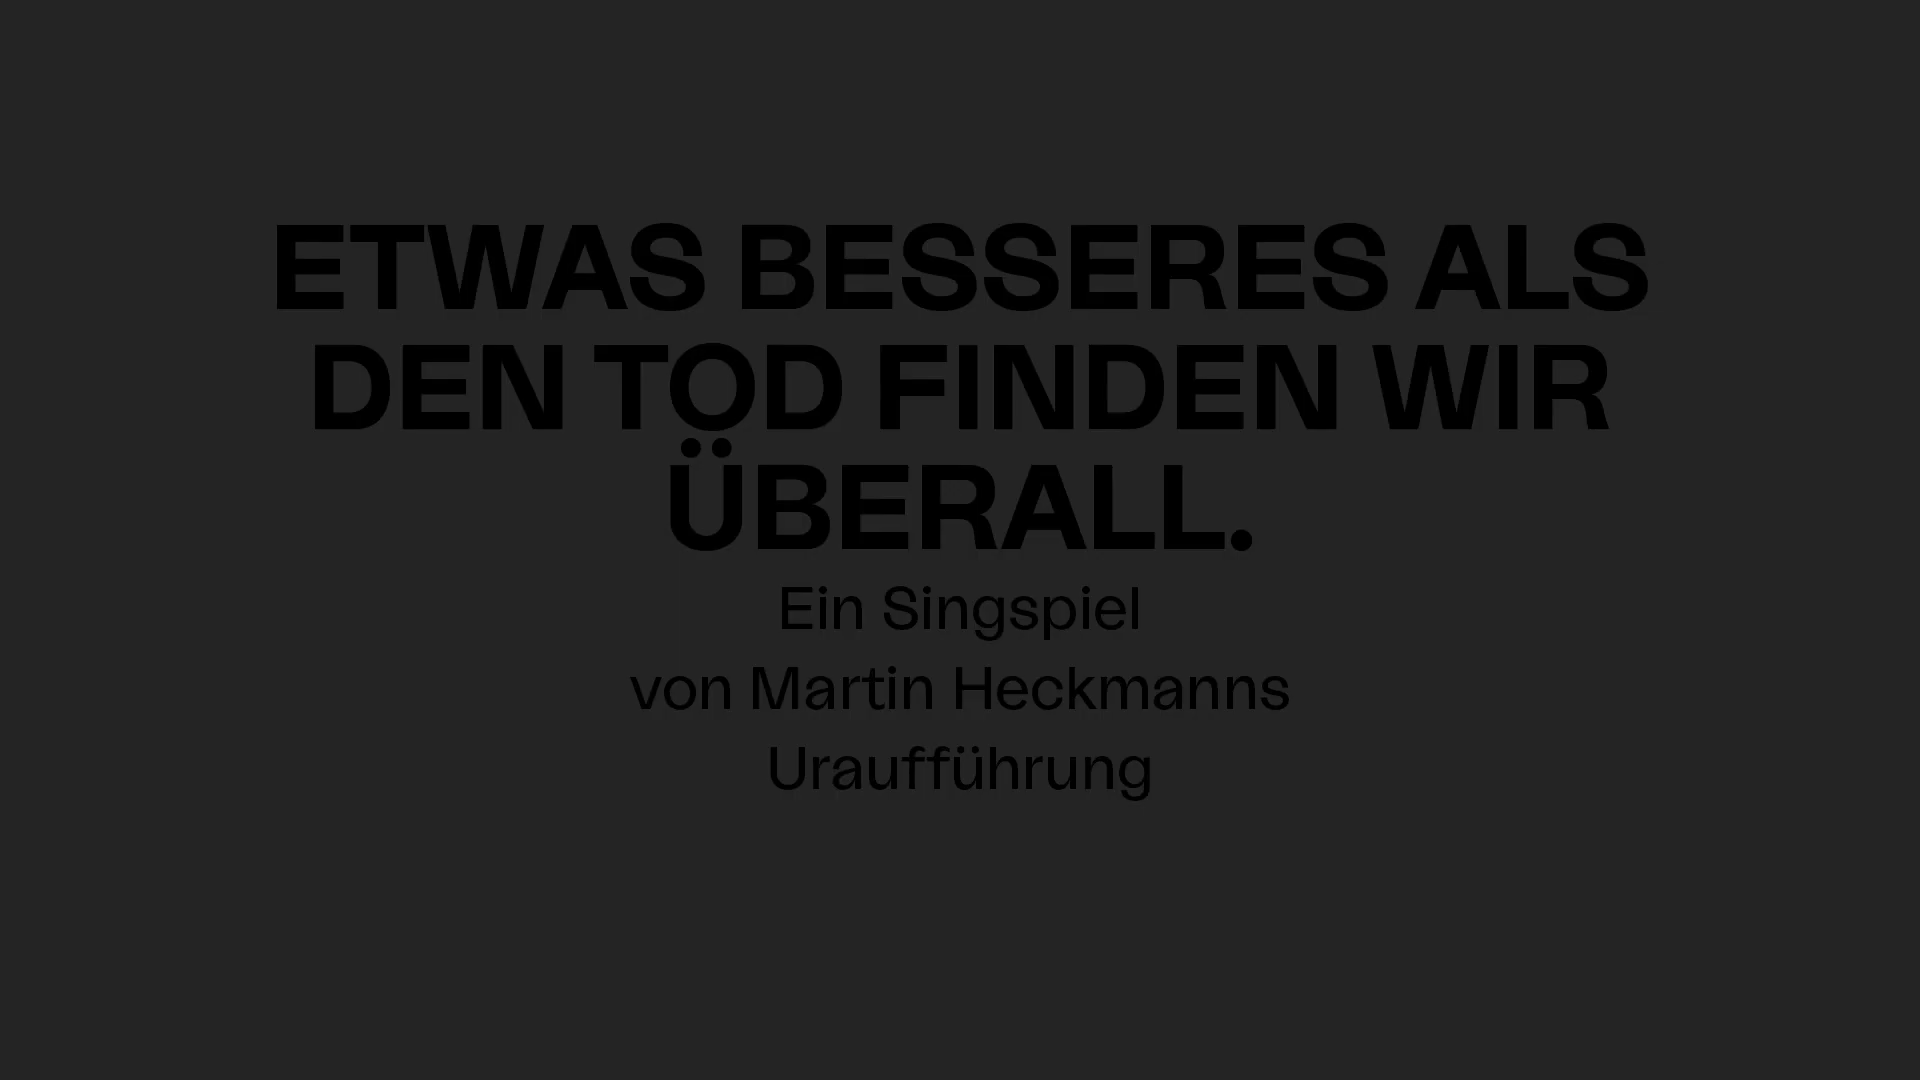 ETWAS BESSERES ALS
DEN TOD FINDEN WIR
ÜBERALL.
Ein Singspiel
von Martin Heckmanns
Uraufführung